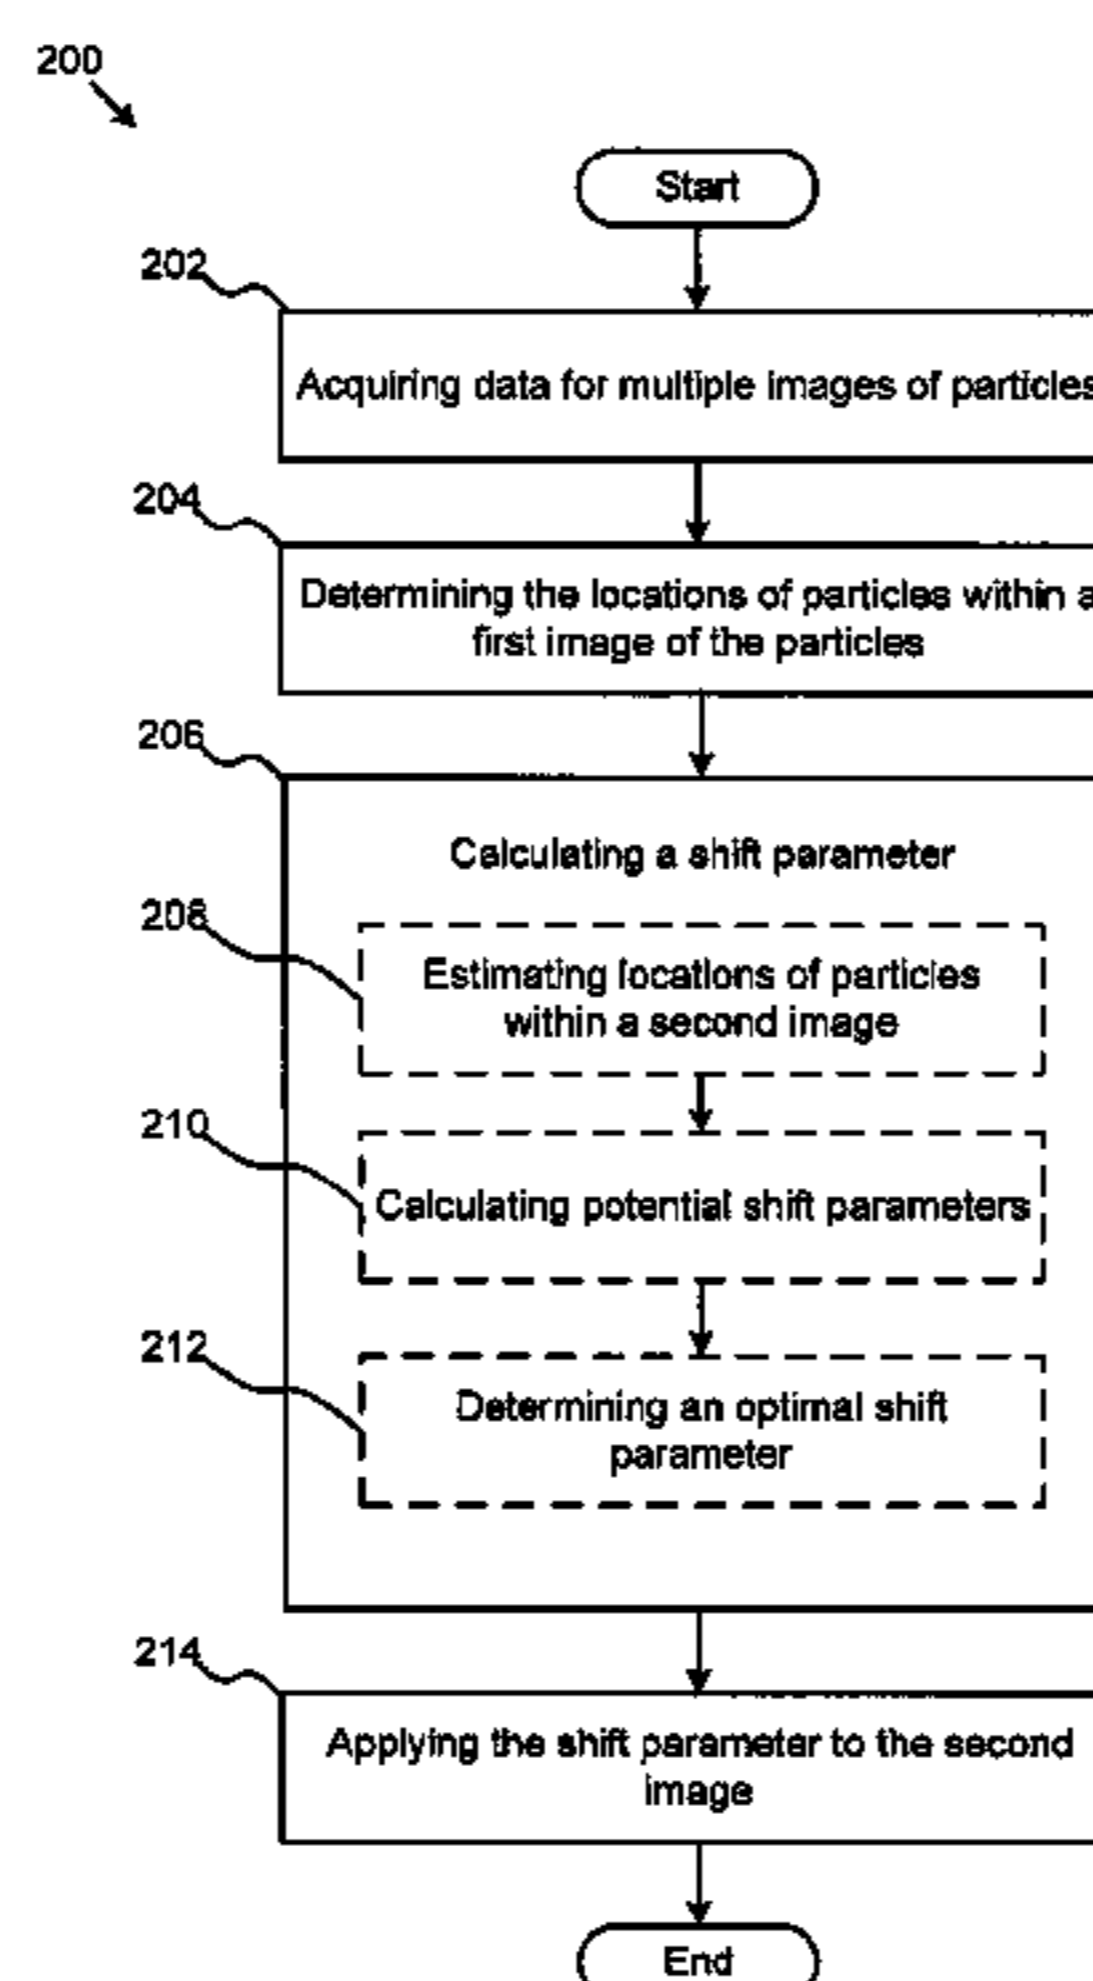 200
Start
202
Acquiring data for multiple images of particles
204
Determining the locations of particles within a
first image of the particles
206
Calculating a shift parameter
208
Estimating locations of particles
within a second image
210
Calculating potential shift parameters
212
Determining an optimal shift
parameter
214
Applying the shift parameter to the second
image
End